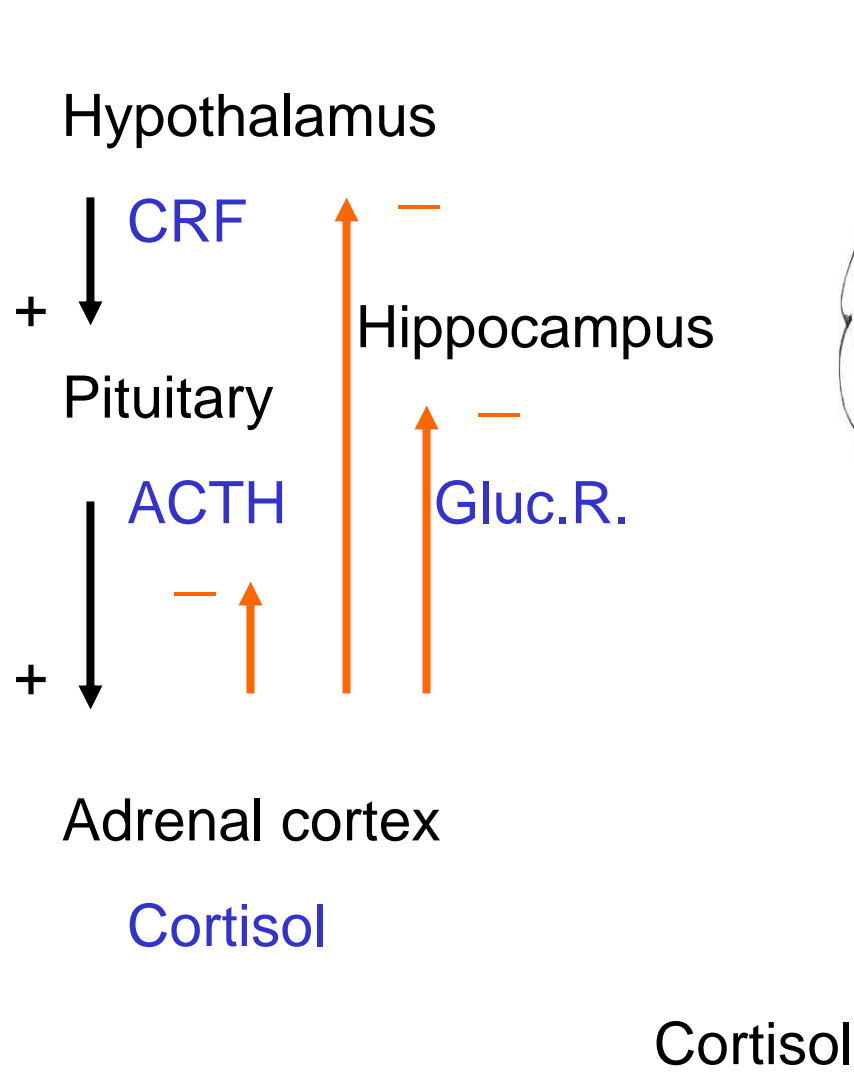 Hypothalamus
CRF
—
+
Hippocampus
Pituitary
—
ACTH
Gluc.R.
—
+
Adrenal cortex
Cortisol
Cortisol